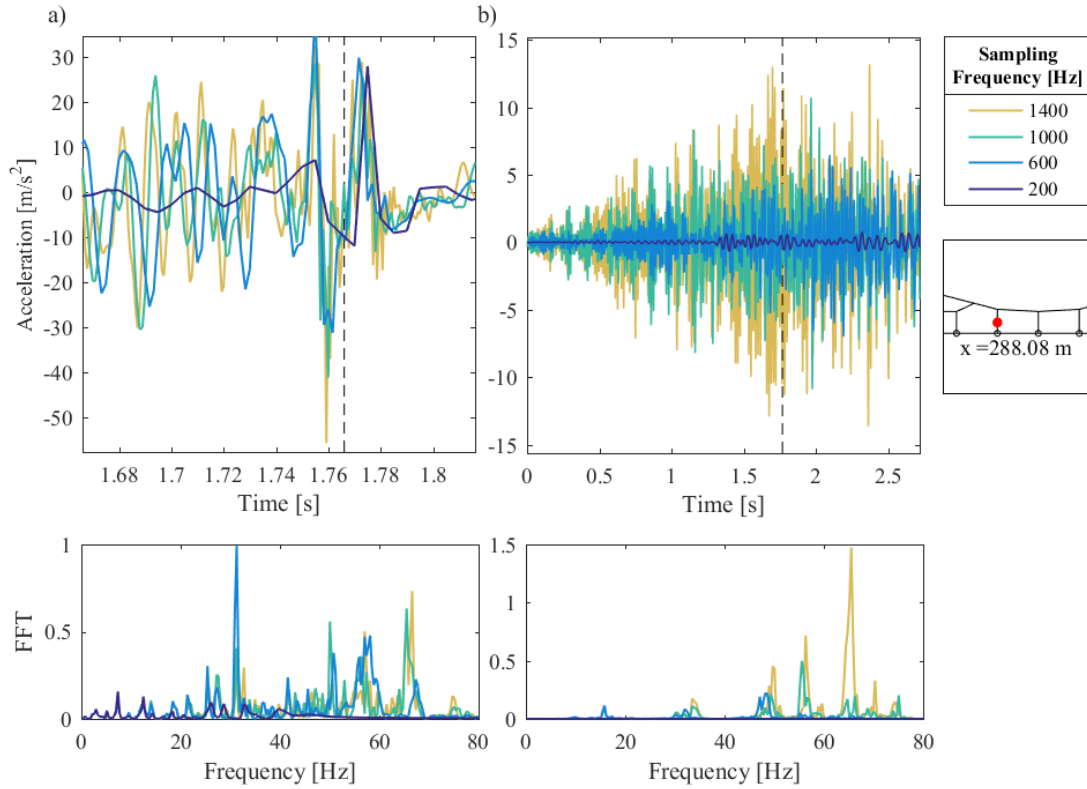 a)
b)
30
20
10
0
-10
-20
-30
-40
-50
Acceleration [m/s²]
1.68 1.7 1.72 1.74 1.76 1.78 1.8
Time [s]
15
10
5
0
-5
-10
-15
0 0.5 1 1.5 2 2.5
Time [s]
Sampling
Frequency [Hz]
1400
1000
600
200
x =288.08 m
1
0.5
0
FFT
0 20 40 60 80
Frequency [Hz]
1.5
1
0.5
0
0 20 40 60 80
Frequency [Hz]